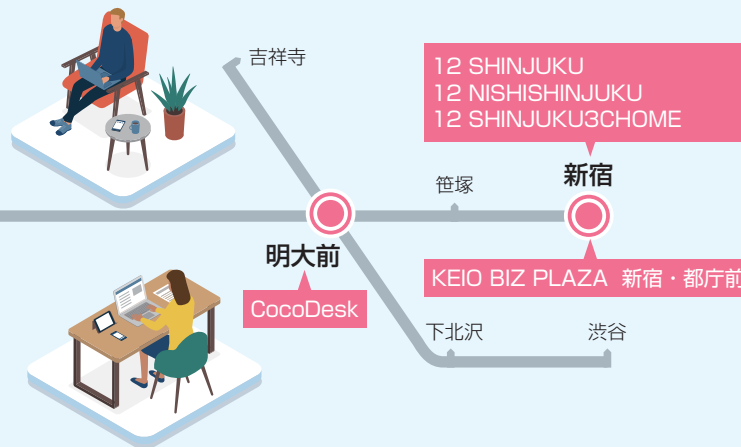 吉祥寺
12 SHINJUKU
12 NISHISHINJUKU
12 SHINJUKU3CHOME
笹塚
新宿
明大前
CocoDesk
KEIO BIZ PLAZA 新宿・都庁前
下北沢
渋谷